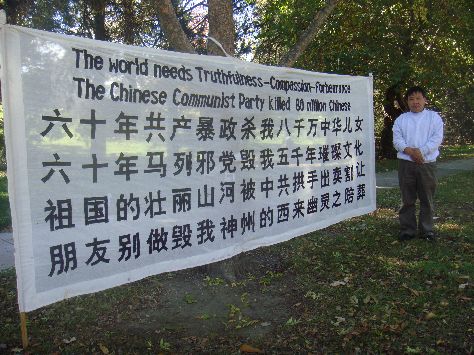 The world needs Truthfulness-Compassion-Forbearance
The Chinese Communist Party killed 80 million Chinese
六十年共产暴政杀我八千万中华儿女
六十年马列邪党毁我五千年璀璨文化
祖国的壮丽山河被中共拱手出卖割让
朋友别做毁我神州的西来幽灵之陪葬